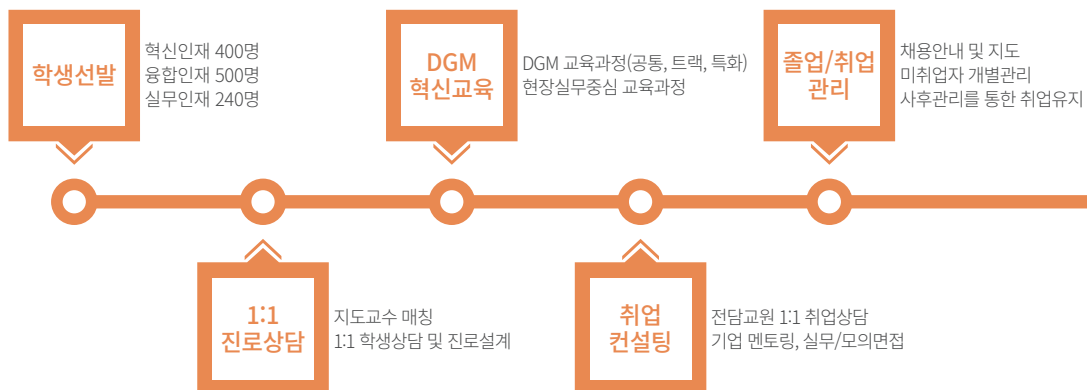 학생선발
혁신인재 400명
융합인재 500명
실무인재 240명
1:1
진로상담
지도교수 매칭
1:1 학생상담 및 진로설계
DGM
혁신교육
DGM 교육과정(공통, 트랙, 특화)
현장실무중심 교육과정
취업
컨설팅
전담교원 1:1 취업상담
기업 멘토링, 실무/모의면접
졸업/취업
관리
채용안내 및 지도
미취업자 개별관리
사후관리를 통한 취업유지